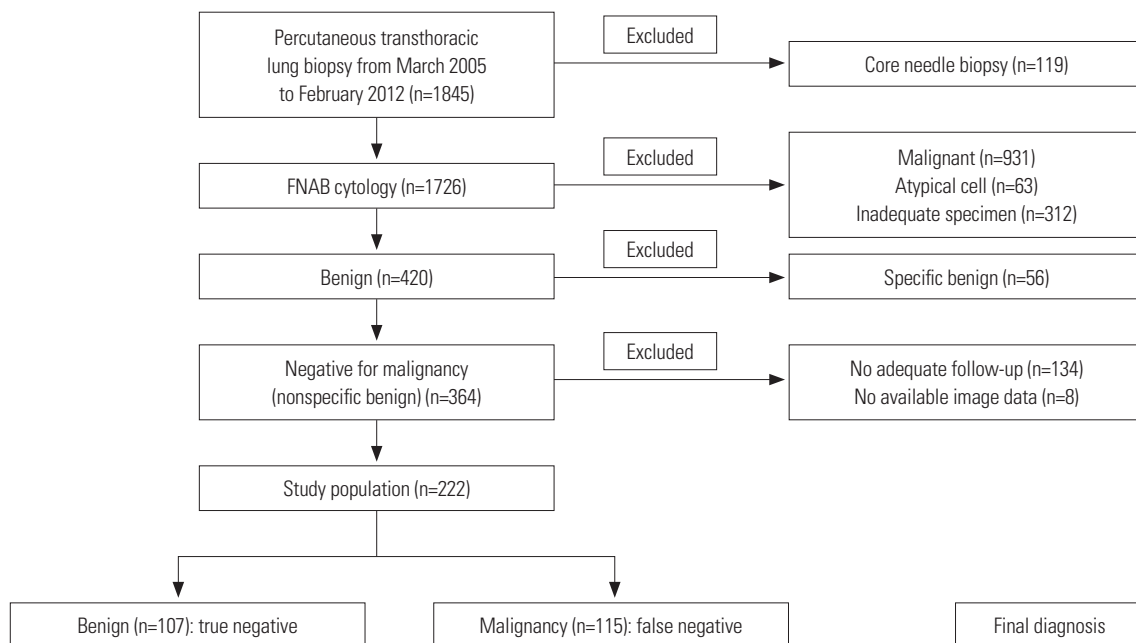 Percutaneous transthoracic
lung biopsy from March 2005
to February 2012 (n=1845)
Excluded
Core needle biopsy (n=119)
FNAB cytology (n=1726)
Excluded
Malignant (n=931)
Atypical cell (n=63)
Inadequate specimen (n=312)
Benign (n=420)
Excluded
Specific benign (n=56)
Negative for malignancy
(nonspecific benign) (n=364)
Excluded
No adequate follow-up (n=134)
No available image data (n=8)
Study population (n=222)
Benign (n=107): true negative
Malignancy (n=115): false negative
Final diagnosis